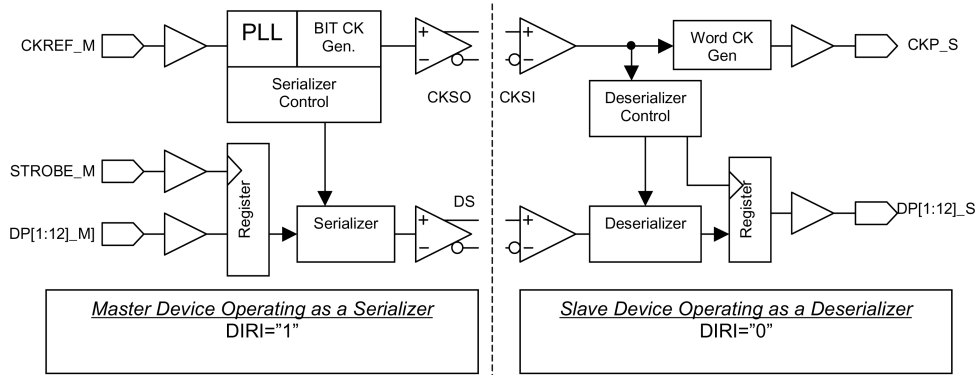 CKREF_M
PLL
BIT CK
Gen.
Serializer
Control
+
−
CKSO
+
−
CKSI
Word CK
Gen
CKP_S
Deserializer
Control
STROBE_M
DP[1:12]_M]
Register
Serializer
DS
+
−
+
−
Deserializer
Register
DP[1:12]_S
Master Device Operating as a Serializer
DIRI=”1”
Slave Device Operating as a Deserializer
DIRI=”0”